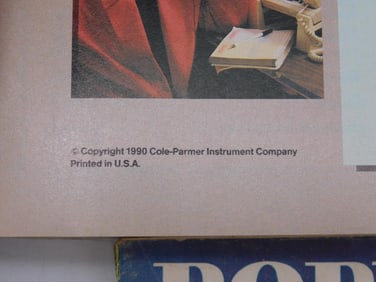 © Copyright 1990 Cole-Parmer Instrument Company
Printed in U.S.A.